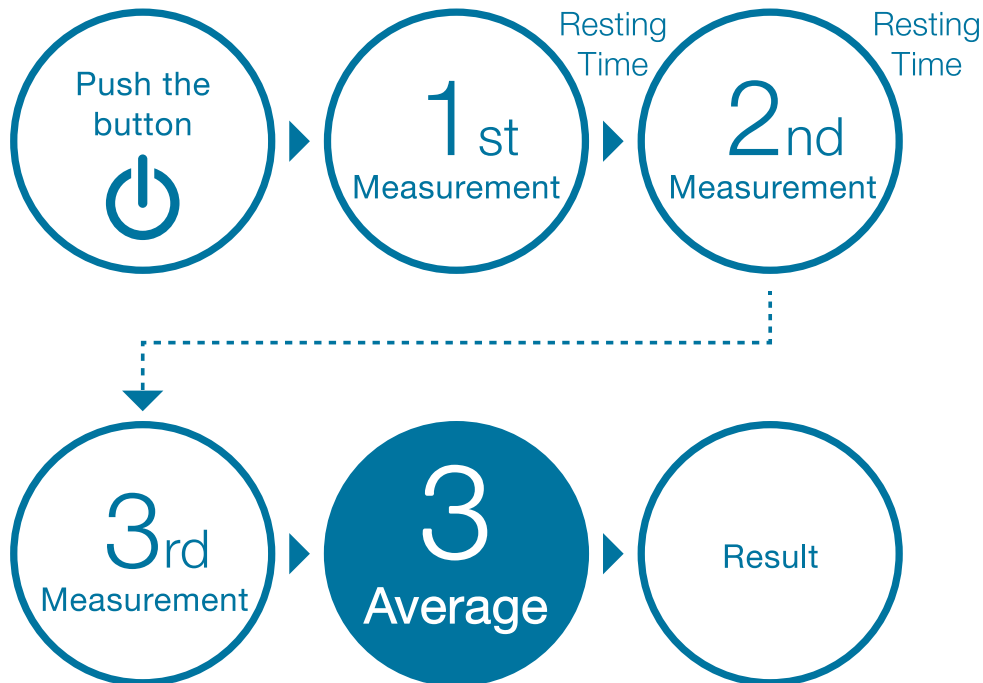 Push the
button
1st
Measurement
Resting
Time
2nd
Measurement
Resting
Time
3rd
Measurement
3
Average
Result